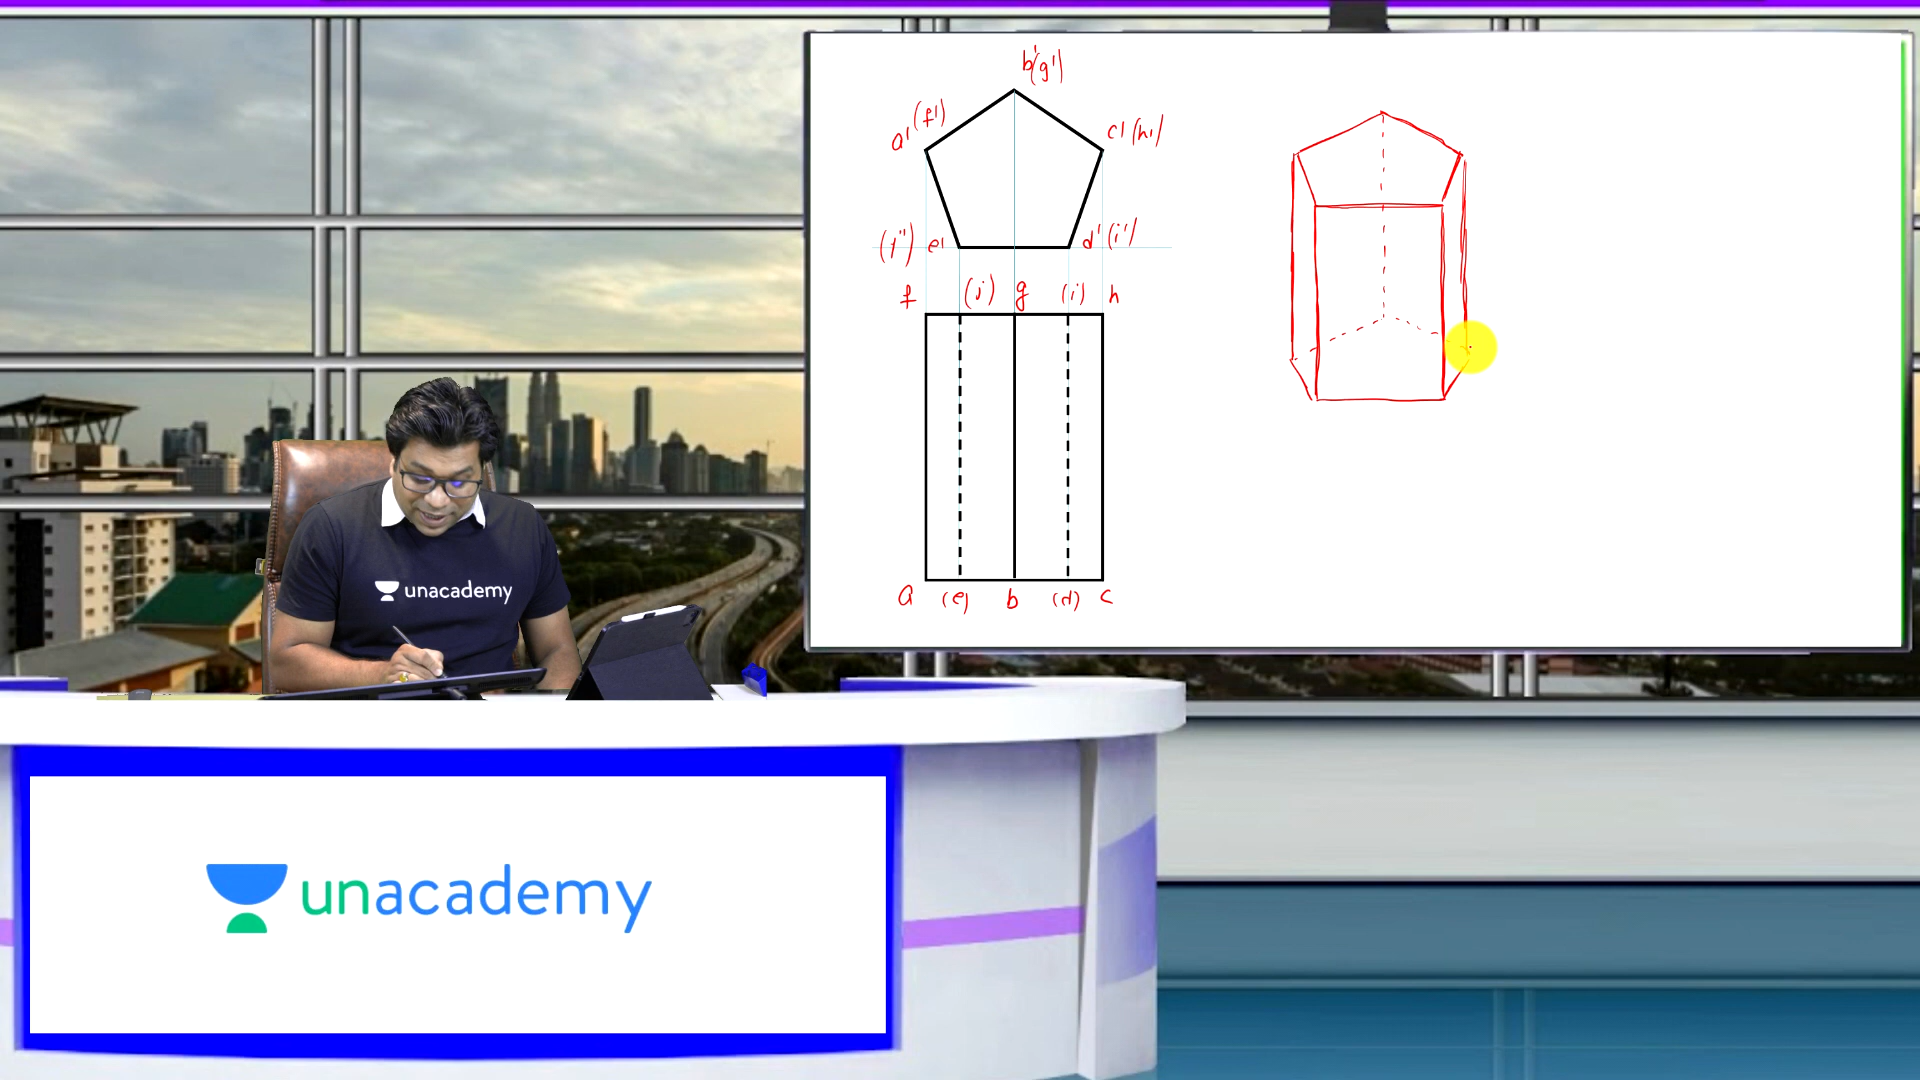 b'(g')
a'(f')
c'(h')
(j') e'
d'(i')
f (j) g (i) h
a (e) b (d) c
unacademy
unacademy